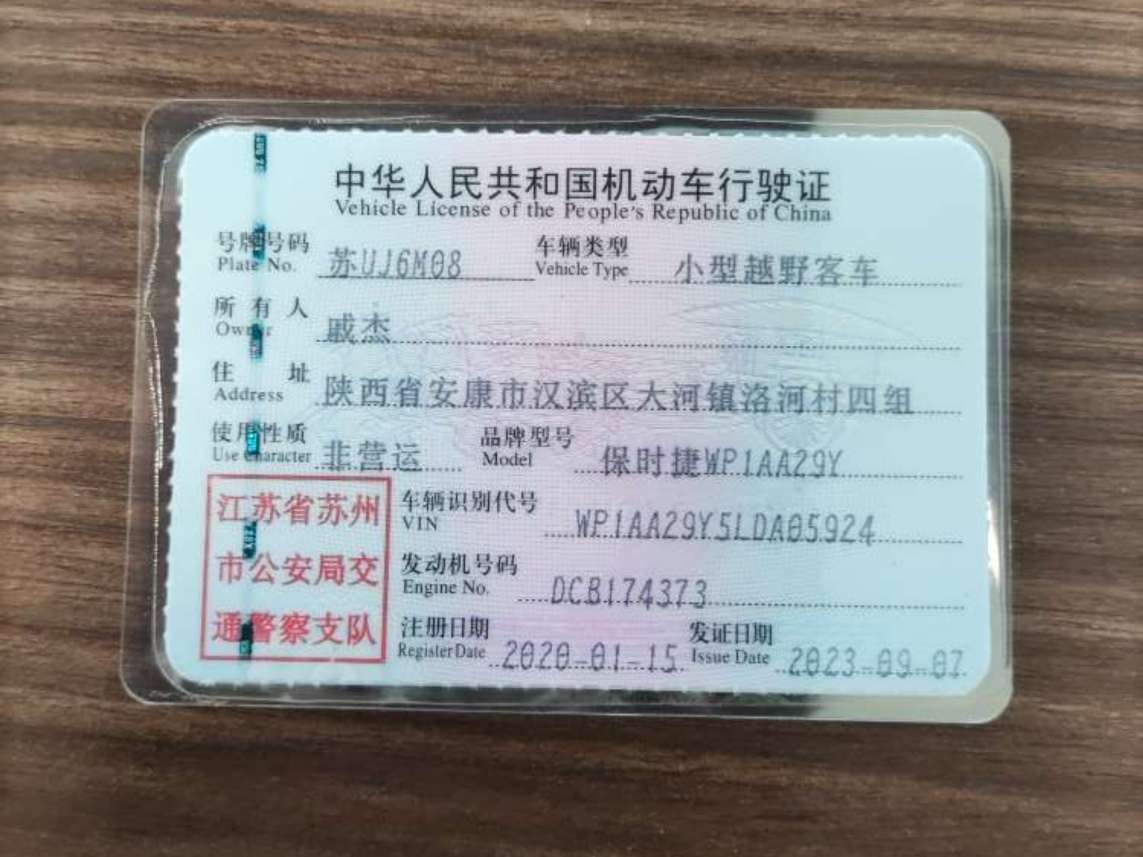 中华人民共和国机动车行驶证
Vehicle License of the People's Republic of China
号牌号码 苏UJ6M08 车辆类型 小型越野客车
Plate No. Vehicle Type
所有人 戚杰
Owner
住址 陕西省安康市汉滨区大河镇洛河村四组
Address
使用性质 非营运 品牌型号 保时捷WP1AA29Y
Use Character Model
江苏省苏州
市公安局交
通警察支队
车辆识别代号 WP1AA29Y5LDA05924
VIN
发动机号码 DCB174373
Engine No.
注册日期 2020-01-15 发证日期 2023-09-07
Register Date Issue Date